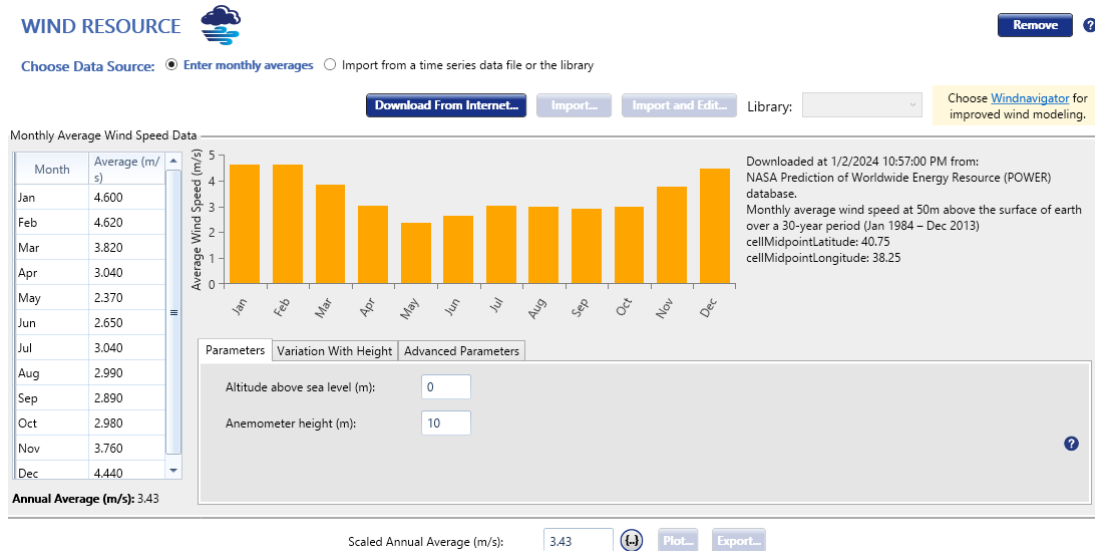 WIND RESOURCE
Remove
?
Choose Data Source: Enter monthly averages Import from a time series data file or the library
Download From Internet... Import... Import and Edit... Library:
Choose Windnavigator for
improved wind modeling.
Monthly Average Wind Speed Data
Month Average (m/
s)
Jan 4.600
Feb 4.620
Mar 3.820
Apr 3.040
May 2.370
Jun 2.650
Jul 3.040
Aug 2.990
Sep 2.890
Oct 2.980
Nov 3.760
Dec 4.440
Annual Average (m/s): 3.43
Average Wind Speed (m/s)
5
4
3
2
1
0
Jan Feb Mar Apr May Jun Jul Aug Sep Oct Nov Dec
Downloaded at 1/2/2024 10:57:00 PM from:
NASA Prediction of Worldwide Energy Resource (POWER)
database.
Monthly average wind speed at 50m above the surface of earth
over a 30-year period (Jan 1984 – Dec 2013)
cellMidpointLatitude: 40.75
cellMidpointLongitude: 38.25
Parameters Variation With Height Advanced Parameters
Altitude above sea level (m): 0
Anemometer height (m): 10
?
Scaled Annual Average (m/s): 3.43 {..} Plot... Export...